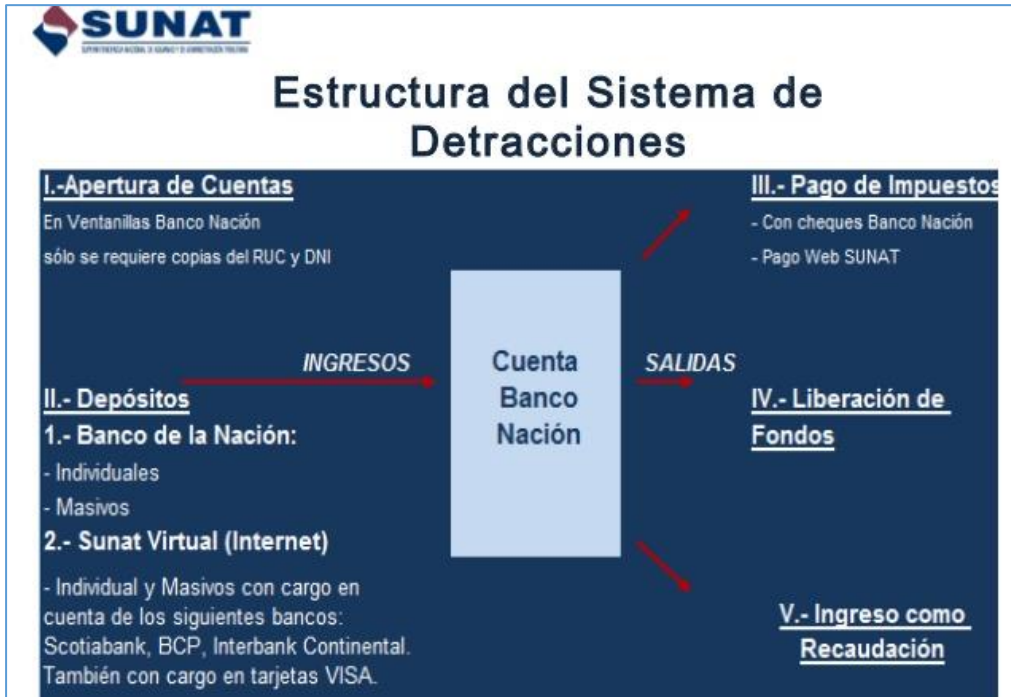 SUNAT
Estructura del Sistema de
Detracciones
I.-Apertura de Cuentas
En Ventanillas Banco Nación
sólo se requiere copias del RUC y DNI
INGRESOS
II.- Depósitos
1.- Banco de la Nación:
- Individuales
- Masivos
2.- Sunat Virtual (Internet)
- Individual y Masivos con cargo en
cuenta de los siguientes bancos:
Scotiabank, BCP, Interbank Continental.
También con cargo en tarjetas VISA.
Cuenta
Banco
Nación
SALIDAS
III.- Pago de Impuestos
- Con cheques Banco Nación
- Pago Web SUNAT
IV.- Liberación de
Fondos
V.- Ingreso como
Recaudación